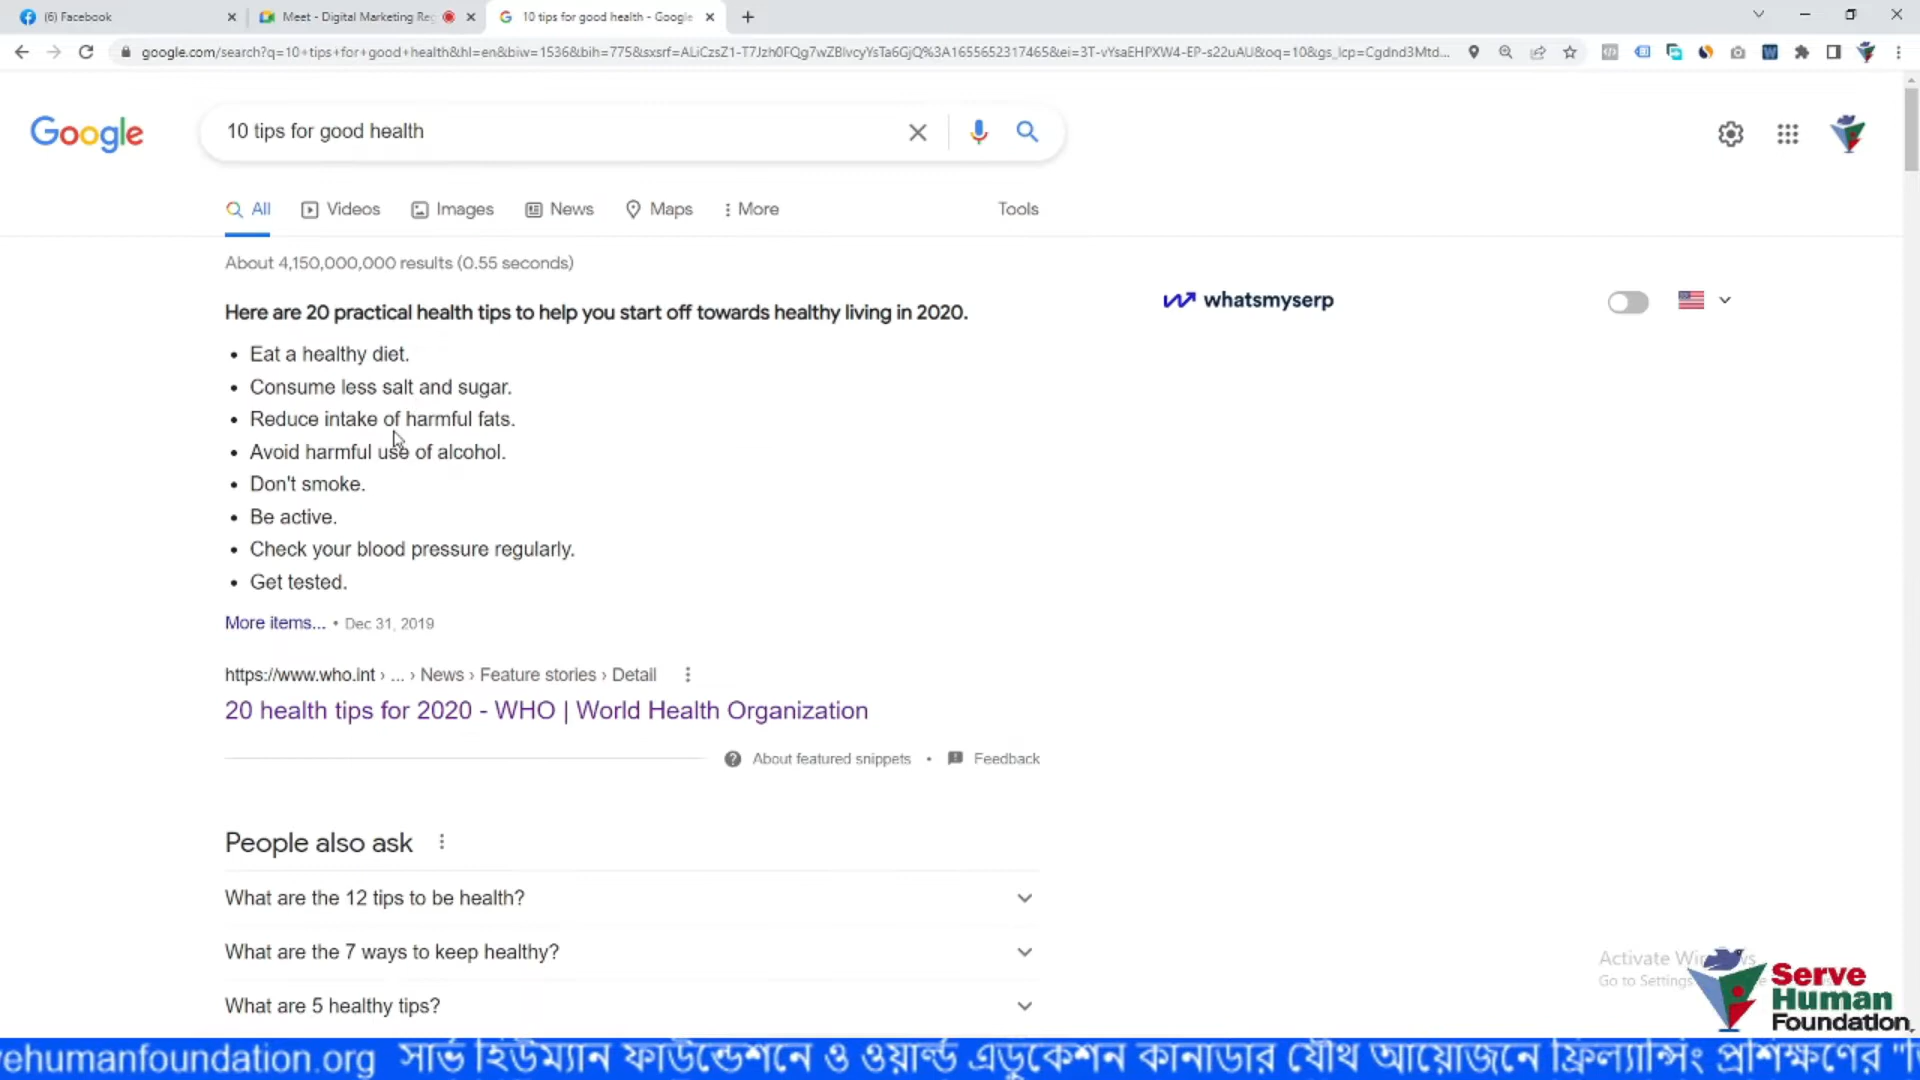 (6) Facebook
Meet - Digital Marketing Reg
10 tips for good health - Google
google.com/search?q=10+tips+for+good+health&hl=en&biw=1536&bih=775&sxsrf=ALiCzsZ1-T7Jzh0FQg7wZBlvcyYsTa6GjQ%3A1655652317465&ei=3T-vYsaEHPXW4-EP-s22uAU&oq=10&gs_lcp=Cgdnd3Mtd...
Google
10 tips for good health
All Videos Images News Maps More Tools
About 4,150,000,000 results (0.55 seconds)
Here are 20 practical health tips to help you start off towards healthy living in 2020.
whatsmyserp
• Eat a healthy diet.
• Consume less salt and sugar.
• Reduce intake of harmful fats.
• Avoid harmful use of alcohol.
• Don't smoke.
• Be active.
• Check your blood pressure regularly.
• Get tested.
More items... • Dec 31, 2019
https://www.who.int › ... › News › Feature stories › Detail
20 health tips for 2020 - WHO | World Health Organization
About featured snippets • Feedback
People also ask
What are the 12 tips to be health?
What are the 7 ways to keep healthy?
What are 5 healthy tips?
Activate
Go to Settings
Serve
Human
Foundation
vehumanfoundation.org সার্ভ হিউম্যান ফাউন্ডেশনে ও ওয়ার্ল্ড এডুকেশন কানাডার যৌথ আয়োজনে ফ্রিল্যান্সিং প্রশিক্ষণের